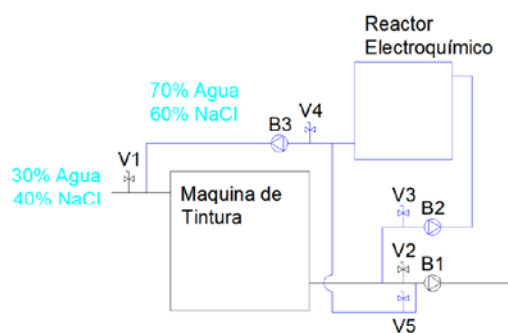 Reactor
Electroquímico
70% Agua
60% NaCl
V4
B3
V1
30% Agua
40% NaCl
Maquina de
Tintura
V3
B2
V2
B1
V5